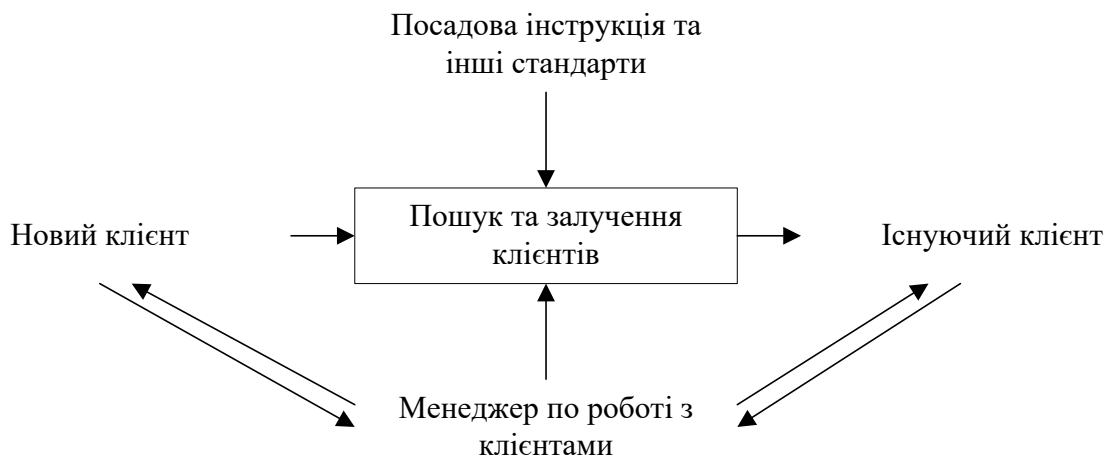 Посадова інструкція та
інші стандарти
Новий клієнт
Пошук та залучення
клієнтів
Існуючий клієнт
Менеджер по роботі з
клієнтами